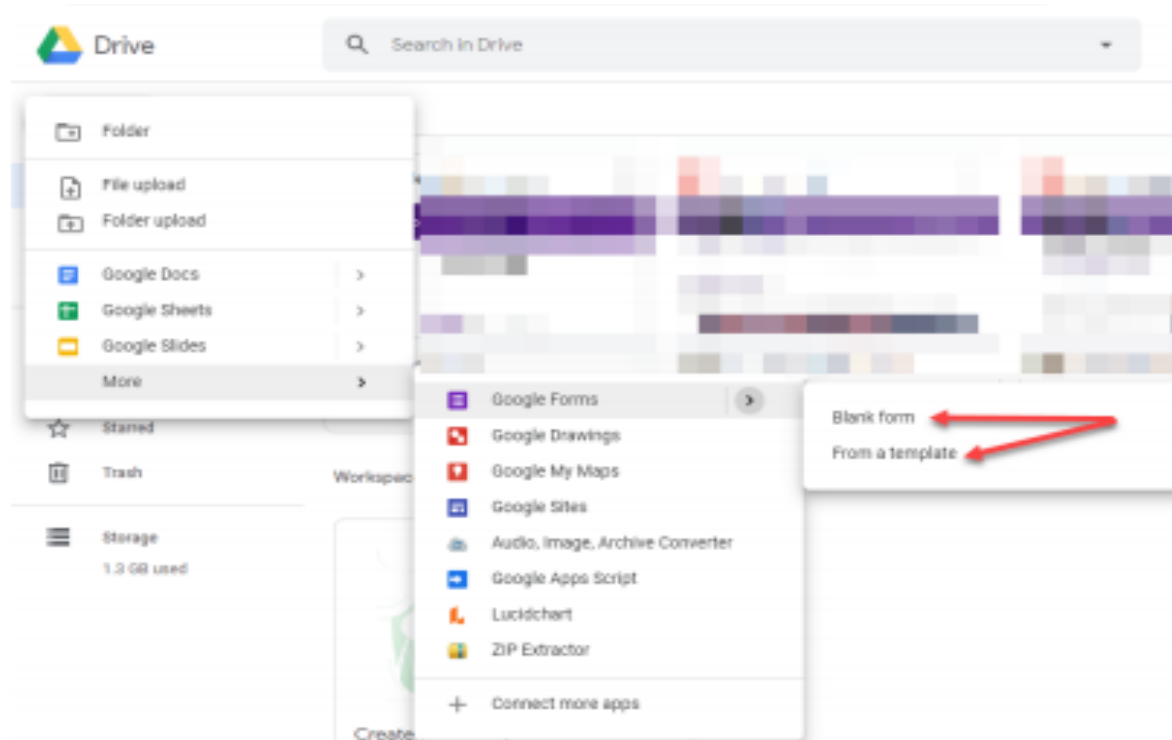 Drive
Search in Drive
Folder
File upload
Folder upload
Google Docs
Google Sheets
Google Slides
More
Starred
Trash
Storage
1.3 GB used
Workspac
Google Forms
Google Drawings
Google My Maps
Google Sites
Audio, Image, Archive Converter
Google Apps Script
Lucidchart
ZIP Extractor
Connect more apps
Blank form
From a template
Create